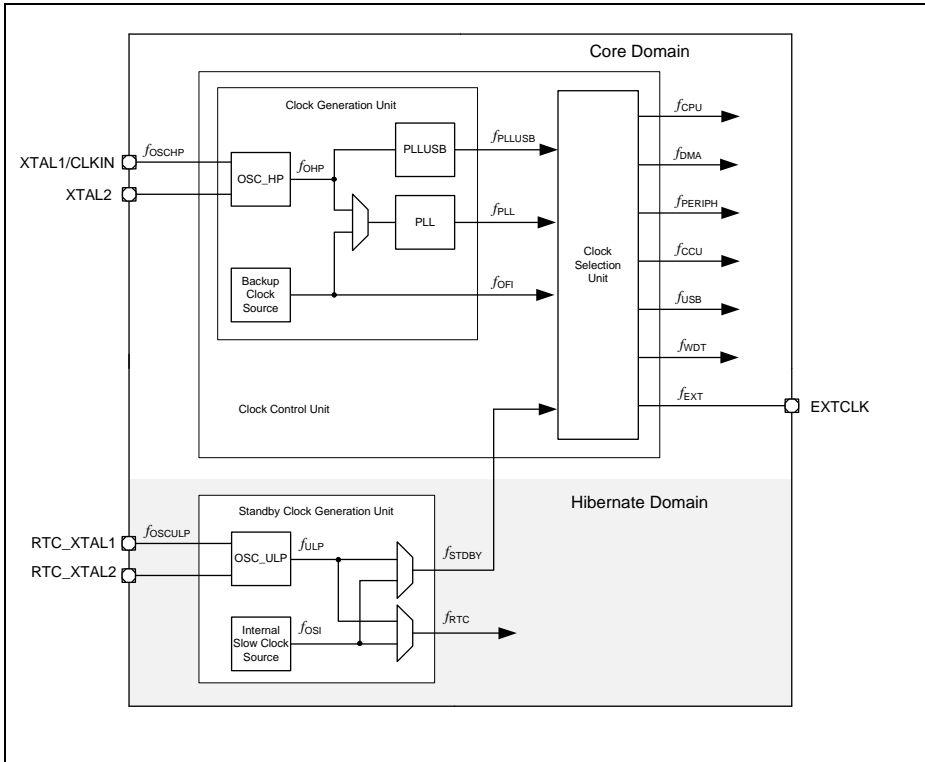 Core Domain
Clock Generation Unit
XTAL1/CLKIN
fOSCHP
XTAL2
OSC_HP
fOHP
PLLUSB
fPLLUSB
PLL
fPLL
Backup
Clock
Source
fOFI
Clock
Selection
Unit
fCPU
fDMA
fPERIPH
fCCU
fUSB
fWDT
fEXT
EXTCLK
Clock Control Unit
Hibernate Domain
Standby Clock Generation Unit
RTC_XTAL1
fOSCULP
RTC_XTAL2
OSC_ULP
fULP
fSTDBY
Internal
Slow Clock
Source
fOSI
fRTC